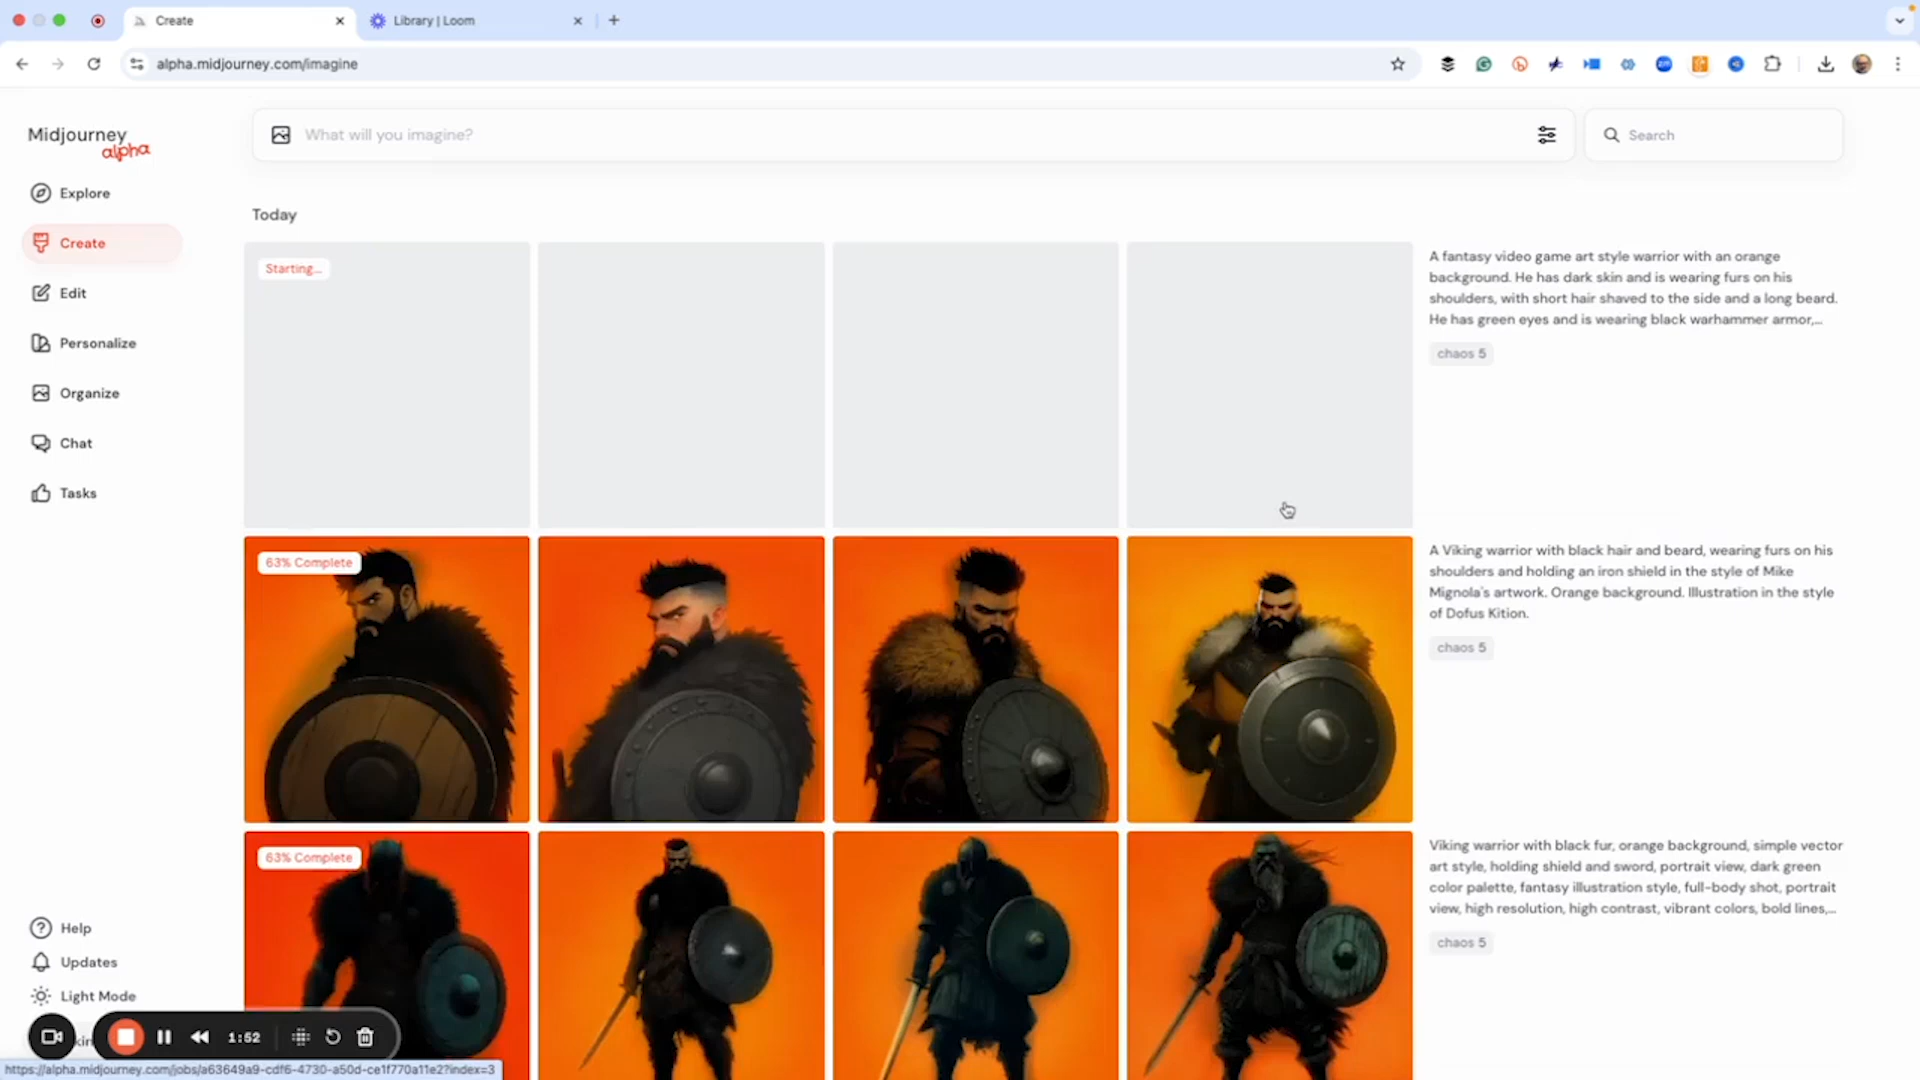 Create
Library | Loom
alpha.midjourney.com/imagine
Midjourney
alpha
What will you imagine?
Search
Explore
Create
Edit
Personalize
Organize
Chat
Tasks
Help
Updates
Light Mode
Today
Starting...
A fantasy video game art style warrior with an orange
background. He has dark skin and is wearing furs on his
shoulders, with short hair shaved to the side and a long beard.
He has green eyes and is wearing black warhammer armor,...
chaos 5
63% Complete
A Viking warrior with black hair and beard, wearing furs on his
shoulders and holding an iron shield in the style of Mike
Mignola's artwork. Orange background. Illustration in the style
of Dofus Kition.
chaos 5
63% Complete
Viking warrior with black fur, orange background, simple vector
art style, holding shield and sword, portrait view, dark green
color palette, fantasy illustration style, full-body shot, portrait
view, high resolution, high contrast, vibrant colors, bold lines,...
chaos 5
1:52
https://alpha.midjourney.com/jobs/a63649a9-cdf6-4730-a50d-ce1f770a11e2?index=3